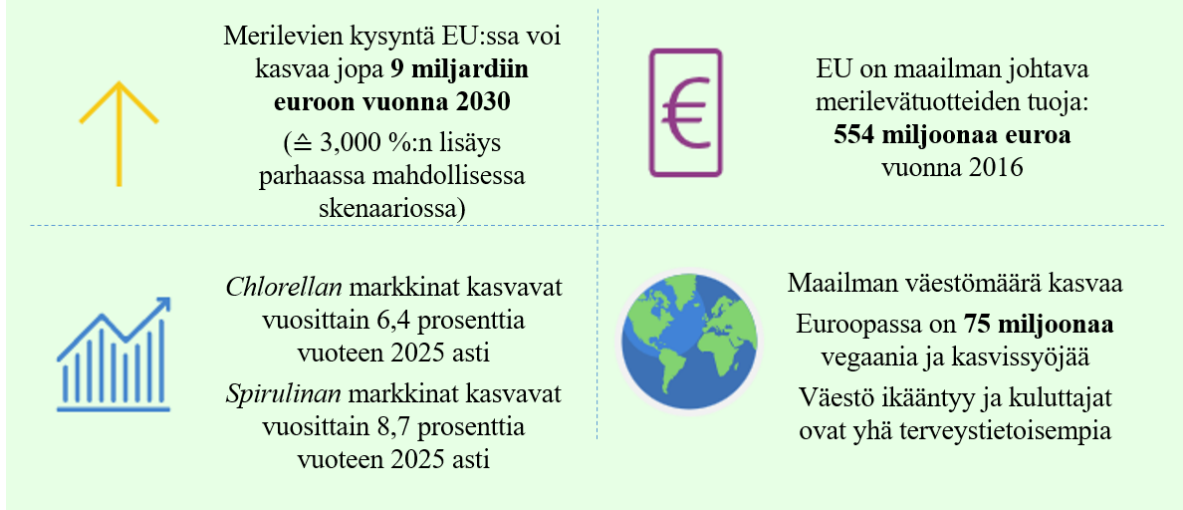 Merilevien kysyntä EU:ssa voi
kasvaa jopa 9 miljardiin
euroon vuonna 2030
(≙ 3,000 %:n lisäys
parhaassa mahdollisessa
skenaariossa)
EU on maailman johtava
merilevätuotteiden tuoja:
554 miljoonaa euroa
vuonna 2016
Chlorellan markkinat kasvavat
vuosittain 6,4 prosenttia
vuoteen 2025 asti
Spirulinan markkinat kasvavat
vuosittain 8,7 prosenttia
vuoteen 2025 asti
Maailman väestömäärä kasvaa
Euroopassa on 75 miljoonaa
vegaania ja kasvissyöjää
Väestö ikääntyy ja kuluttajat
ovat yhä terveystietoisempia